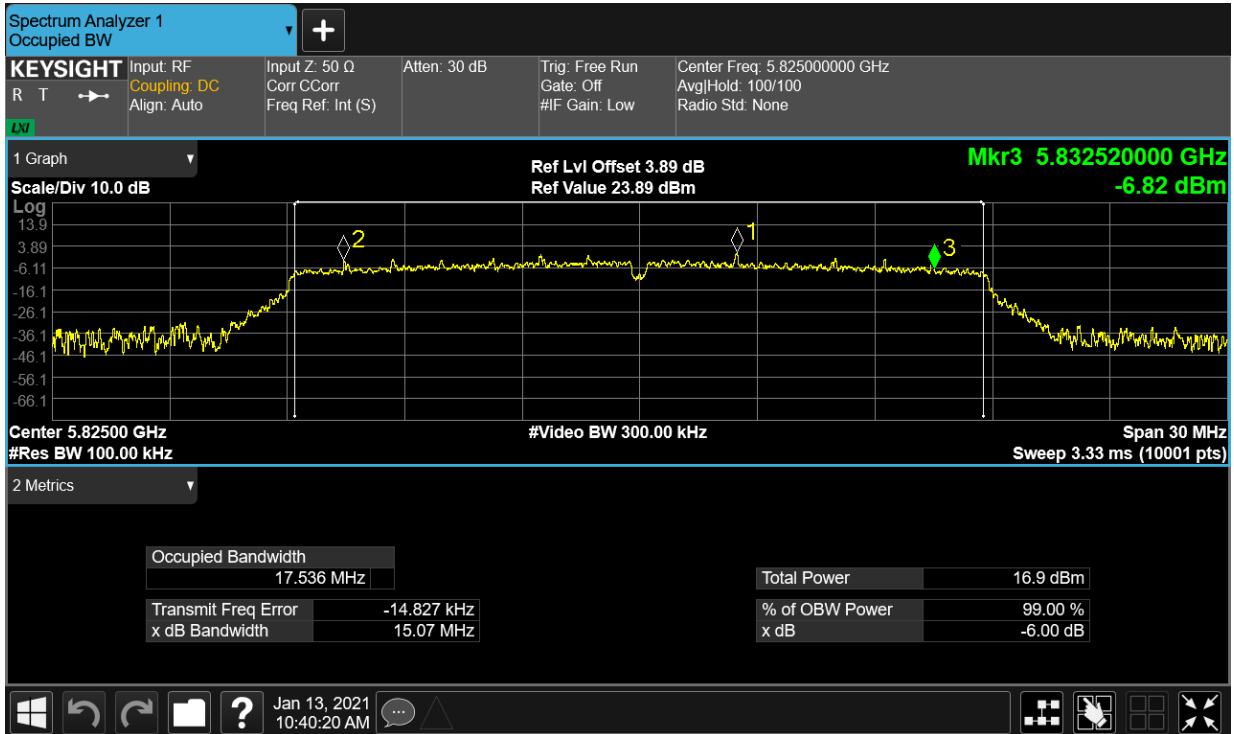 Spectrum Analyzer 1
Occupied BW
KEYSIGHT
R T
LXI
Input: RF
Coupling: DC
Align: Auto
Input Z: 50 Ω
Corr CCorr
Freq Ref: Int (S)
Atten: 30 dB
Trig: Free Run
Gate: Off
#IF Gain: Low
Center Freq: 5.825000000 GHz
Avg|Hold: 100/100
Radio Std: None
1 Graph
Scale/Div 10.0 dB
Ref Lvl Offset 3.89 dB
Ref Value 23.89 dBm
Mkr3 5.832520000 GHz
-6.82 dBm
Log
13.9
3.89
-6.11
-16.1
-26.1
-36.1
-46.1
-56.1
-66.1
2
1
3
Center 5.82500 GHz
#Video BW 300.00 kHz
Span 30 MHz
#Res BW 100.00 kHz
Sweep 3.33 ms (10001 pts)
2 Metrics
Occupied Bandwidth
17.536 MHz
Total Power 16.9 dBm
Transmit Freq Error -14.827 kHz
% of OBW Power 99.00 %
x dB Bandwidth 15.07 MHz
x dB -6.00 dB
?
Jan 13, 2021
10:40:20 AM